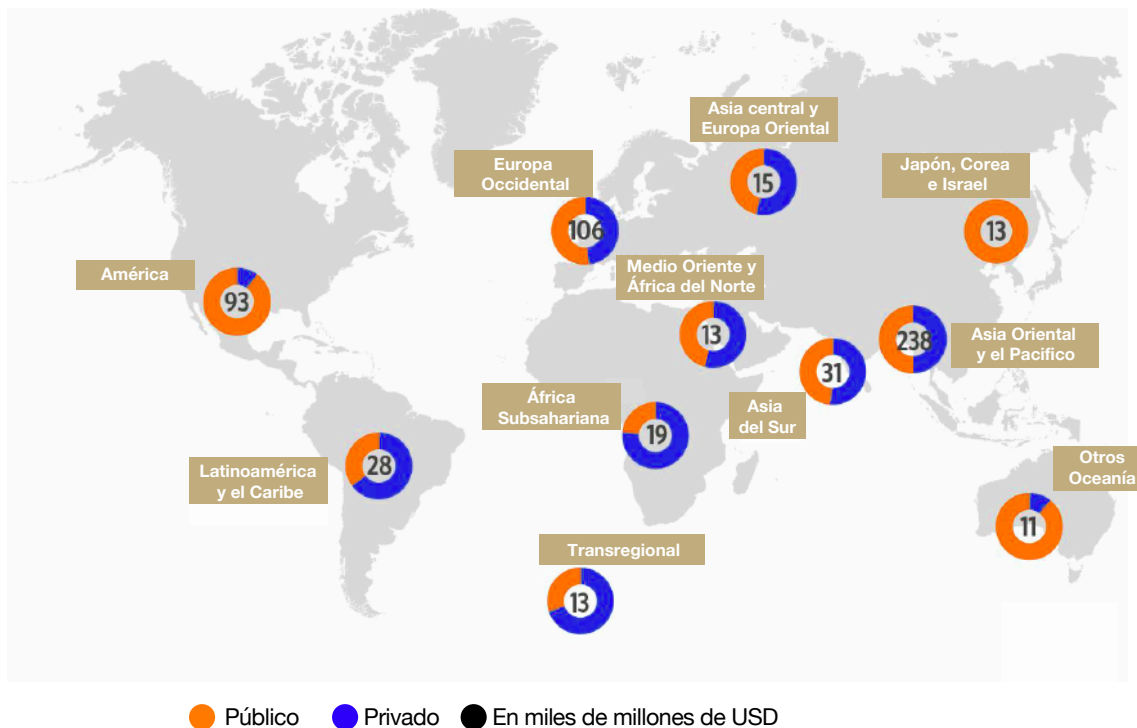 Asia central y
Europa Oriental
15
Europa
Occidental
106
Japón, Corea
e Israel
13
América
93
Medio Oriente y
África del Norte
13
Asia Oriental
y el Pacifico
238
31
Asia
del Sur
África
Subsahariana
19
Latinoamérica
y el Caribe
28
Otros
Oceanía
11
Transregional
13
Público
Privado
En miles de millones de USD